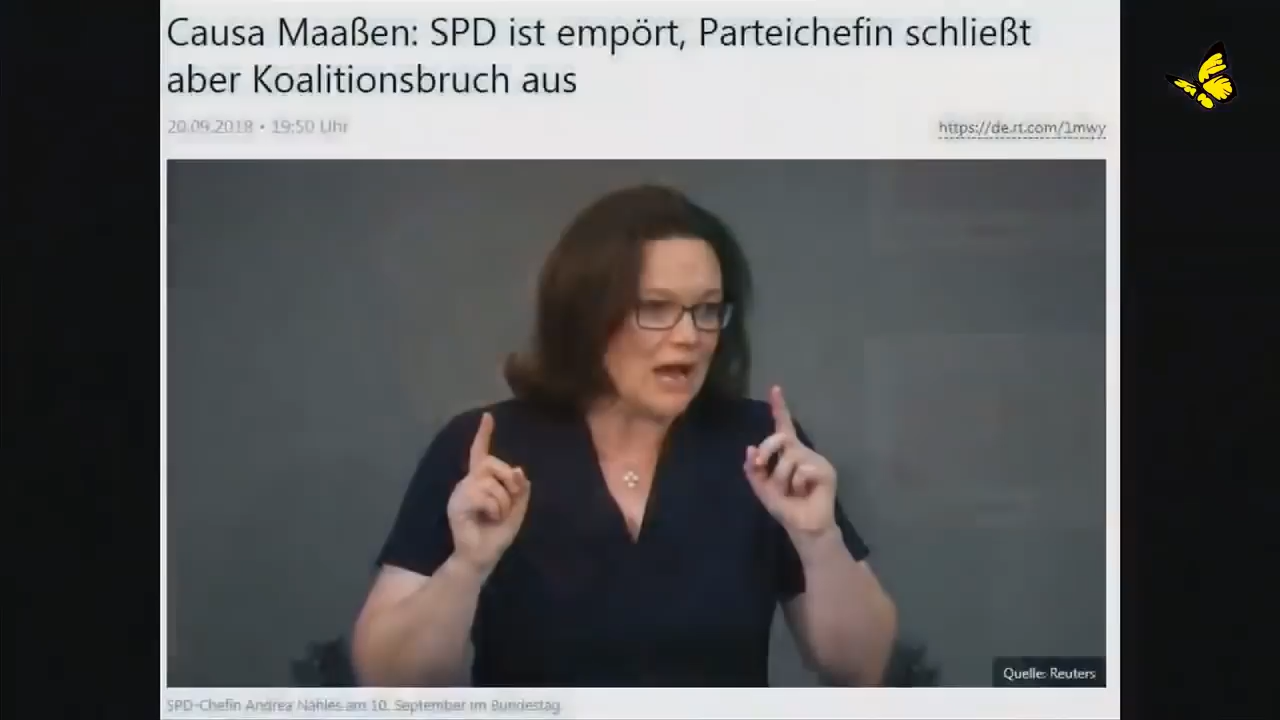 Causa Maaßen: SPD ist empört, Parteichefin schließt
aber Koalitionsbruch aus
20.09.2018 • 19:50 Uhr
https://de.rt.com/1mwy
Quelle: Reuters
SPD-Chefin Andrea Nahles am 10. September im Bundestag.